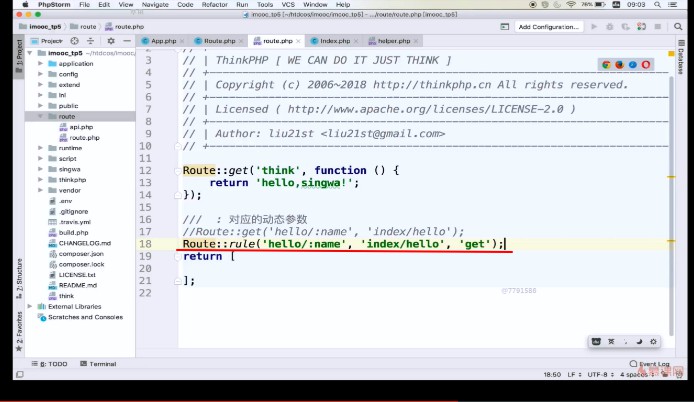 PhpStorm File Edit View Navigate Code Refactor Run Tools VCS Window Help 76% 09:03
imooc_tp5 [~/htdocs/imooc/imooc_tp5] - .../route/route.php [imooc_tp5]
imooc_tp5 route route.php Add Configuration...
Project App.php Route.php route.php Index.php helper.php
1: Project
Database
imooc_tp5 ~/htdocs/imooc
application
config
extend
public
route
api.php
route.php
runtime
script
singwa
thinkphp
vendor
.env
.gitignore
.travis.yml
build.php
CHANGELOG.md
composer.json
composer.lock
LICENSE.txt
README.md
think
External Libraries
Scratches and Consoles
3 // | ThinkPHP [ WE CAN DO IT JUST THINK ]
4 // +----------------------------------------------------------------------
5 // | Copyright (c) 2006~2018 http://thinkphp.cn All rights reserved.
6 // +----------------------------------------------------------------------
7 // | Licensed ( http://www.apache.org/licenses/LICENSE-2.0 )
8 // +----------------------------------------------------------------------
9 // | Author: liu21st <liu21st@gmail.com>
10 // +----------------------------------------------------------------------
11
12 Route::get('think', function () {
13 return 'hello,singwa!';
14 });
15
16 /// : 对应的动态参数
17 //Route::get('hello/:name', 'index/hello');
18 Route::rule('hello/:name', 'index/hello', 'get');
19 return [
20
21 ];
22
@7791588
Z: Structure
2: Favorites
英
6: TODO Terminal Event Log
18:50 LF UTF-8 4 spaces
慕课网